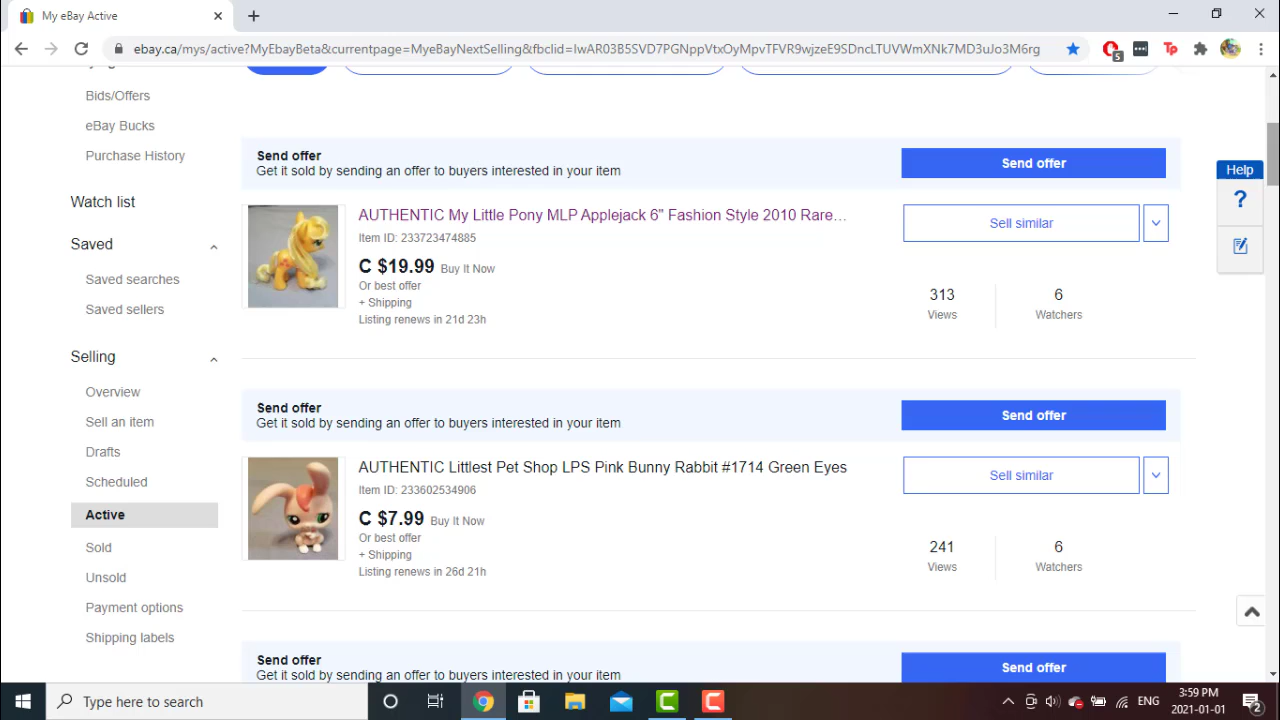 My eBay Active
ebay.ca/mys/active?MyEbayBeta&currentpage=MyeBayNextSelling&fbclid=IwAR03B5SVD7PGNppVtxOyMpvTFVR9wjzeE9SDncLTUVWmXNk7MD3uJo3M6rg
5
Bids/Offers
eBay Bucks
Purchase History
Watch list
Saved
Saved searches
Saved sellers
Selling
Overview
Sell an item
Drafts
Scheduled
Active
Sold
Unsold
Payment options
Shipping labels
Send offer
Get it sold by sending an offer to buyers interested in your item
Send offer
AUTHENTIC My Little Pony MLP Applejack 6" Fashion Style 2010 Rare…
Item ID: 233723474885
C $19.99 Buy It Now
Or best offer
+ Shipping
Listing renews in 21d 23h
Sell similar
313
Views
6
Watchers
Send offer
Get it sold by sending an offer to buyers interested in your item
Send offer
AUTHENTIC Littlest Pet Shop LPS Pink Bunny Rabbit #1714 Green Eyes
Item ID: 233602534906
C $7.99 Buy It Now
Or best offer
+ Shipping
Listing renews in 26d 21h
Sell similar
241
Views
6
Watchers
Send offer
Get it sold by sending an offer to buyers interested in your item
Send offer
Help
?
Type here to search
ENG
3:59 PM
2021-01-01
2